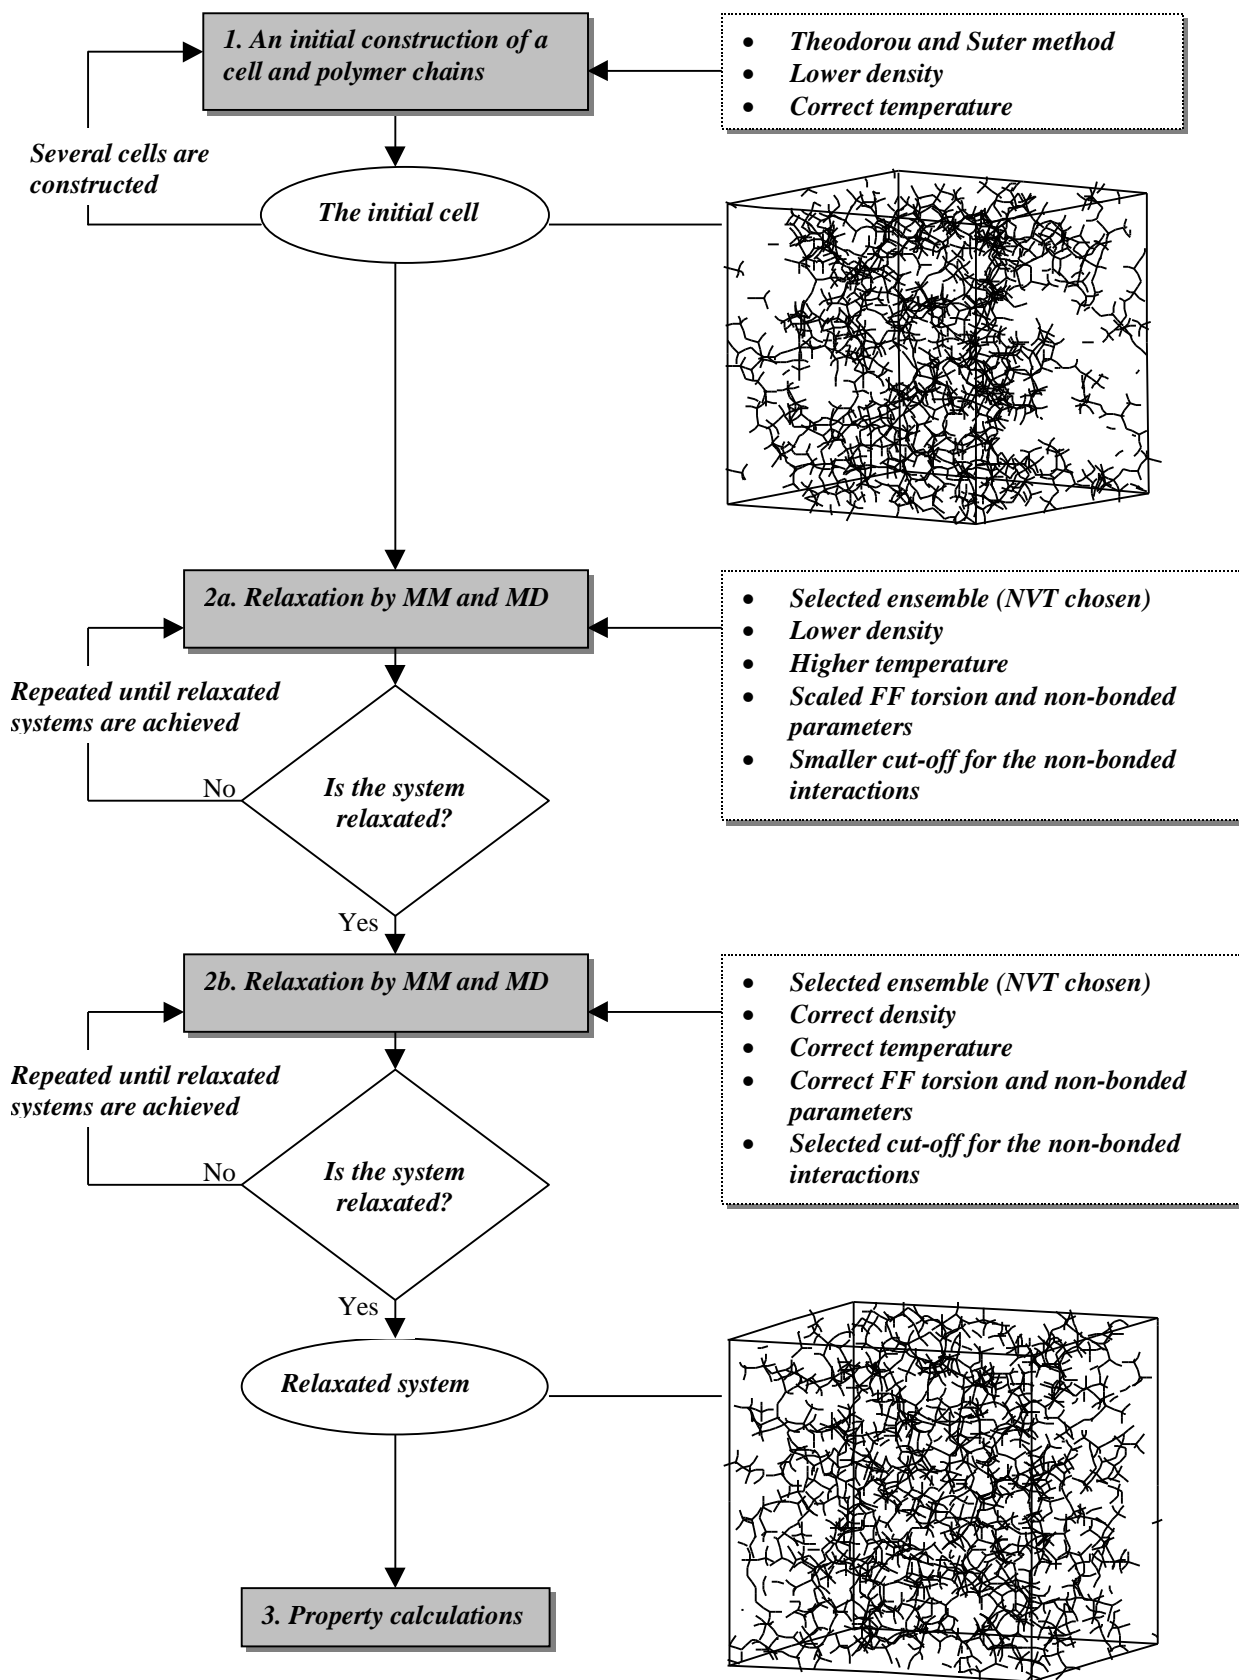 1. An initial construction of a
cell and polymer chains
• Theodorou and Suter method
• Lower density
• Correct temperature
Several cells are
constructed
The initial cell
2a. Relaxation by MM and MD
• Selected ensemble (NVT chosen)
• Lower density
• Higher temperature
• Scaled FF torsion and non-bonded
parameters
• Smaller cut-off for the non-bonded
interactions
Repeated until relaxated
systems are achieved
No
Is the system
relaxated?
Yes
2b. Relaxation by MM and MD
• Selected ensemble (NVT chosen)
• Correct density
• Correct temperature
• Correct FF torsion and non-bonded
parameters
• Selected cut-off for the non-bonded
interactions
Repeated until relaxated
systems are achieved
No
Is the system
relaxated?
Yes
Relaxated system
3. Property calculations